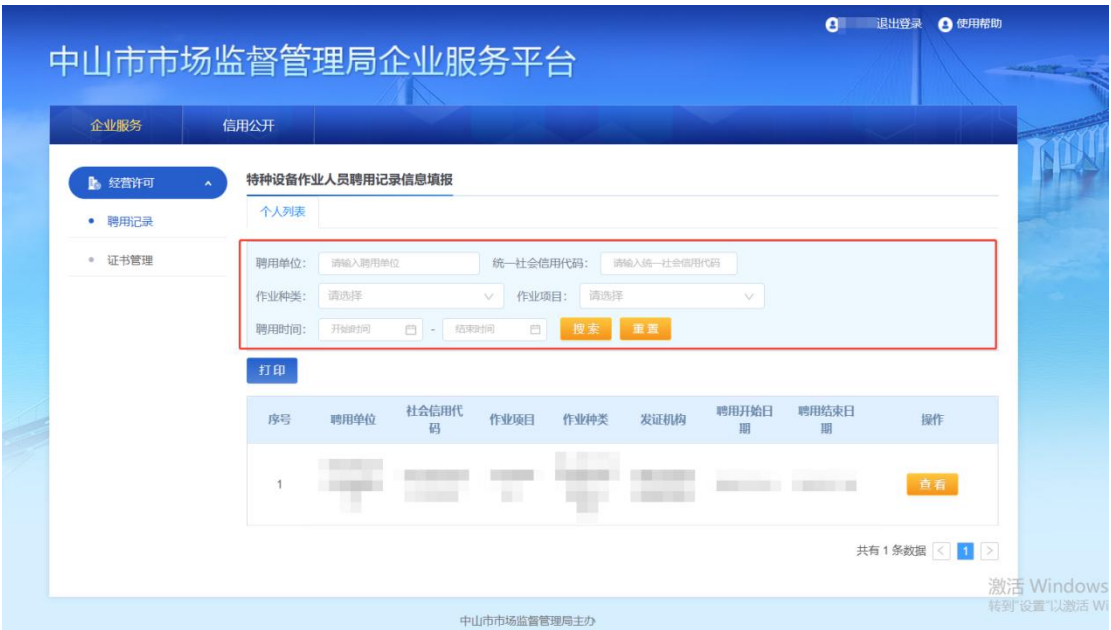 退出登录 使用帮助
中山市市场监督管理局企业服务平台
企业服务 信用公开
经营许可
聘用记录
证书管理
特种设备作业人员聘用记录信息填报
个人列表
聘用单位: 请输入聘用单位 统一社会信用代码: 请输入统一社会信用代码
作业种类: 请选择 作业项目: 请选择
聘用时间: 开始时间 - 结束时间 搜索 重置
打印
序号 聘用单位 社会信用代码 作业项目 作业种类 发证机构 聘用开始日期 聘用结束日期 操作
1 查看
共有 1 条数据 < 1 >
激活 Windows
转到"设置"以激活 Wi
中山市市场监督管理局主办